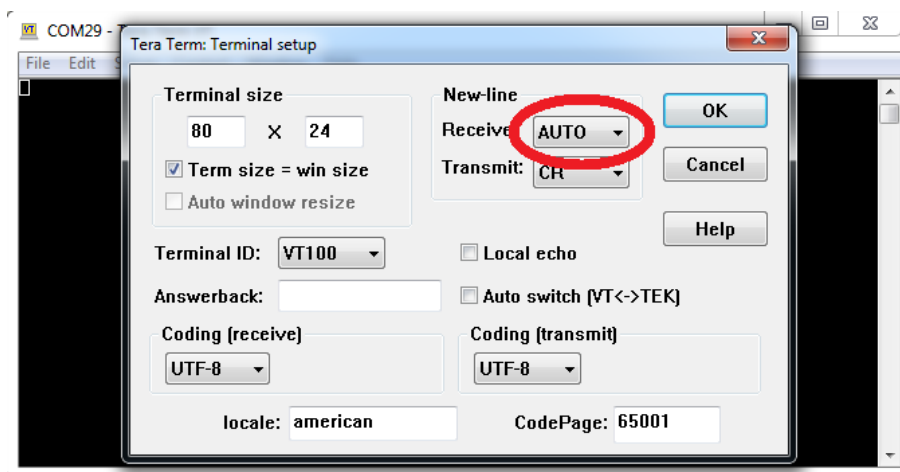 COM29 -
Tera Term: Terminal setup
File Edit
Terminal size
80 X 24
Term size = win size
Auto window resize
New-line
Receive AUTO
Transmit: CR
OK
Cancel
Help
Terminal ID: VT100
Local echo
Answerback:
Auto switch (VT<->TEK)
Coding (receive)
UTF-8
Coding (transmit)
UTF-8
locale: american
CodePage: 65001